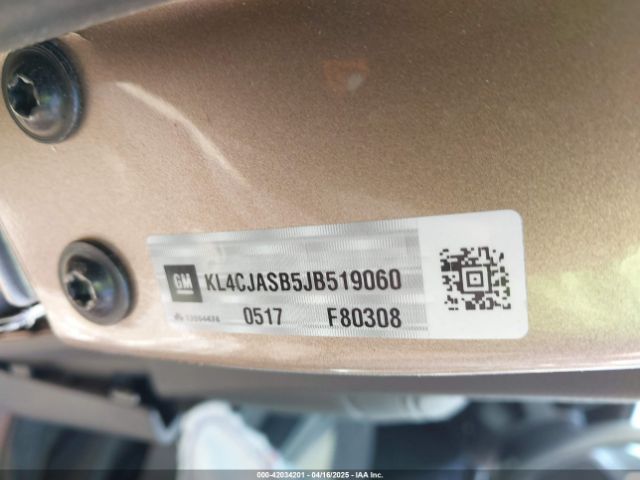 GM
KL4CJASB5JB519060
0517 F80308
000-42034201 - 04/16/2025 - IAA Inc.